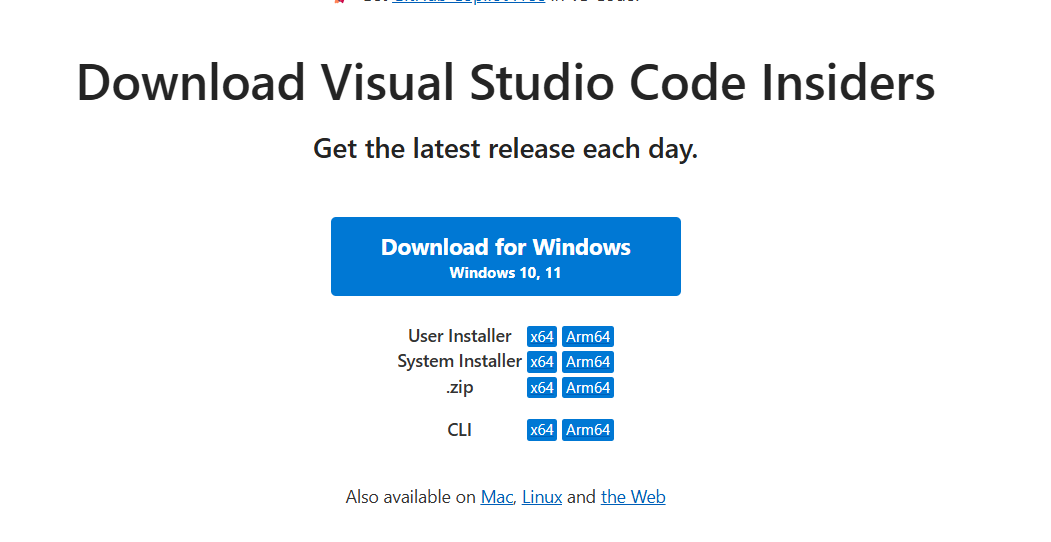 Download Visual Studio Code Insiders
Get the latest release each day.
Download for Windows
Windows 10, 11
User Installer x64 Arm64
System Installer x64 Arm64
.zip x64 Arm64
CLI x64 Arm64
Also available on Mac, Linux and the Web